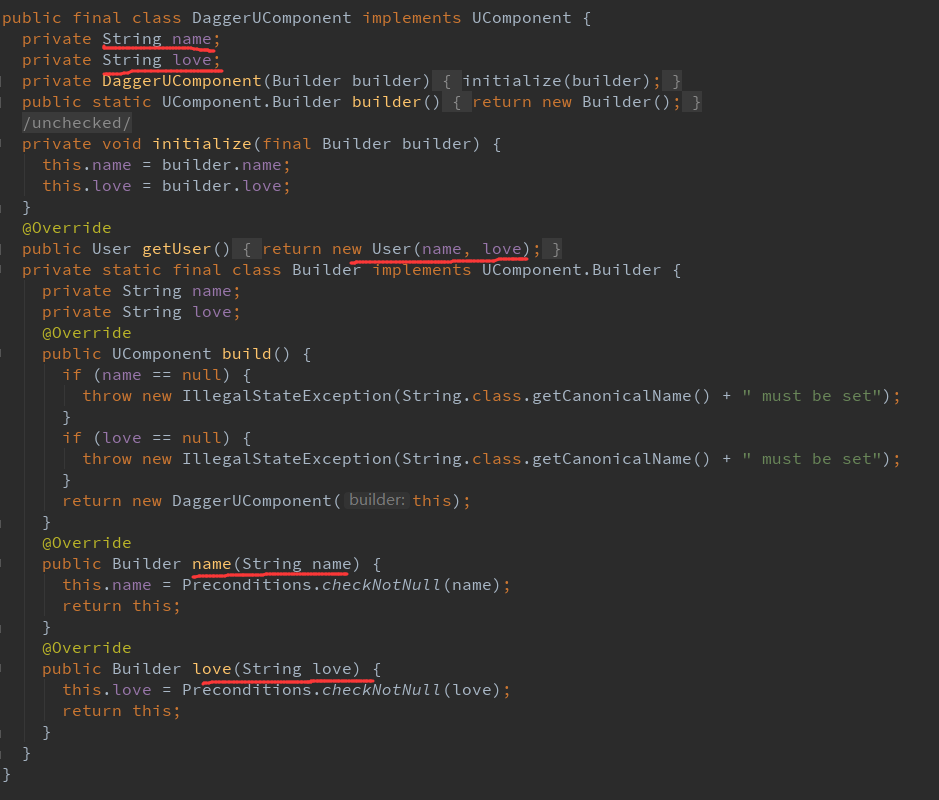 public final class DaggerUComponent implements UComponent {
  private String name;
  private String love;
  private DaggerUComponent(Builder builder) { initialize(builder); }
  public static UComponent.Builder builder() { return new Builder(); }
  /unchecked/
  private void initialize(final Builder builder) {
    this.name = builder.name;
    this.love = builder.love;
  }
  @Override
  public User getUser() { return new User(name, love); }
  private static final class Builder implements UComponent.Builder {
    private String name;
    private String love;
    @Override
    public UComponent build() {
      if (name == null) {
        throw new IllegalStateException(String.class.getCanonicalName() + " must be set");
      }
      if (love == null) {
        throw new IllegalStateException(String.class.getCanonicalName() + " must be set");
      }
      return new DaggerUComponent( builder: this);
    }
    @Override
    public Builder name(String name) {
      this.name = Preconditions.checkNotNull(name);
      return this;
    }
    @Override
    public Builder love(String love) {
      this.love = Preconditions.checkNotNull(love);
      return this;
    }
  }
}